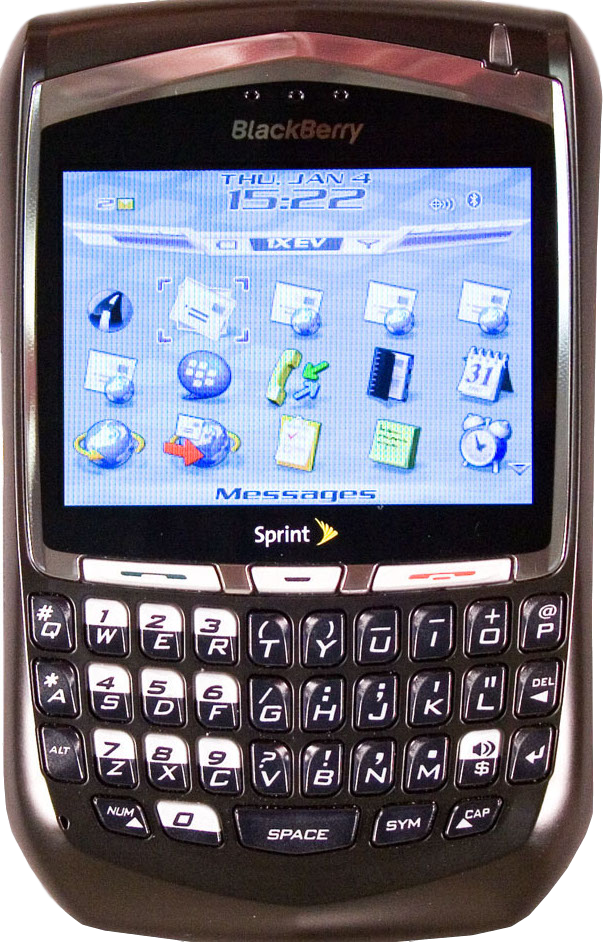 BlackBerry
THU, JAN 4
15:22
2
1XEV
31
Messages
Sprint
# 1 2 3 ( ) _ - + @
Q W E R T Y U I O P
* 4 5 6 / : ; ' " DEL
A S D F G H J K L
ALT 7 8 9 ? ! , .
Z X C V B N M $
NUM 0 SPACE SYM CAP